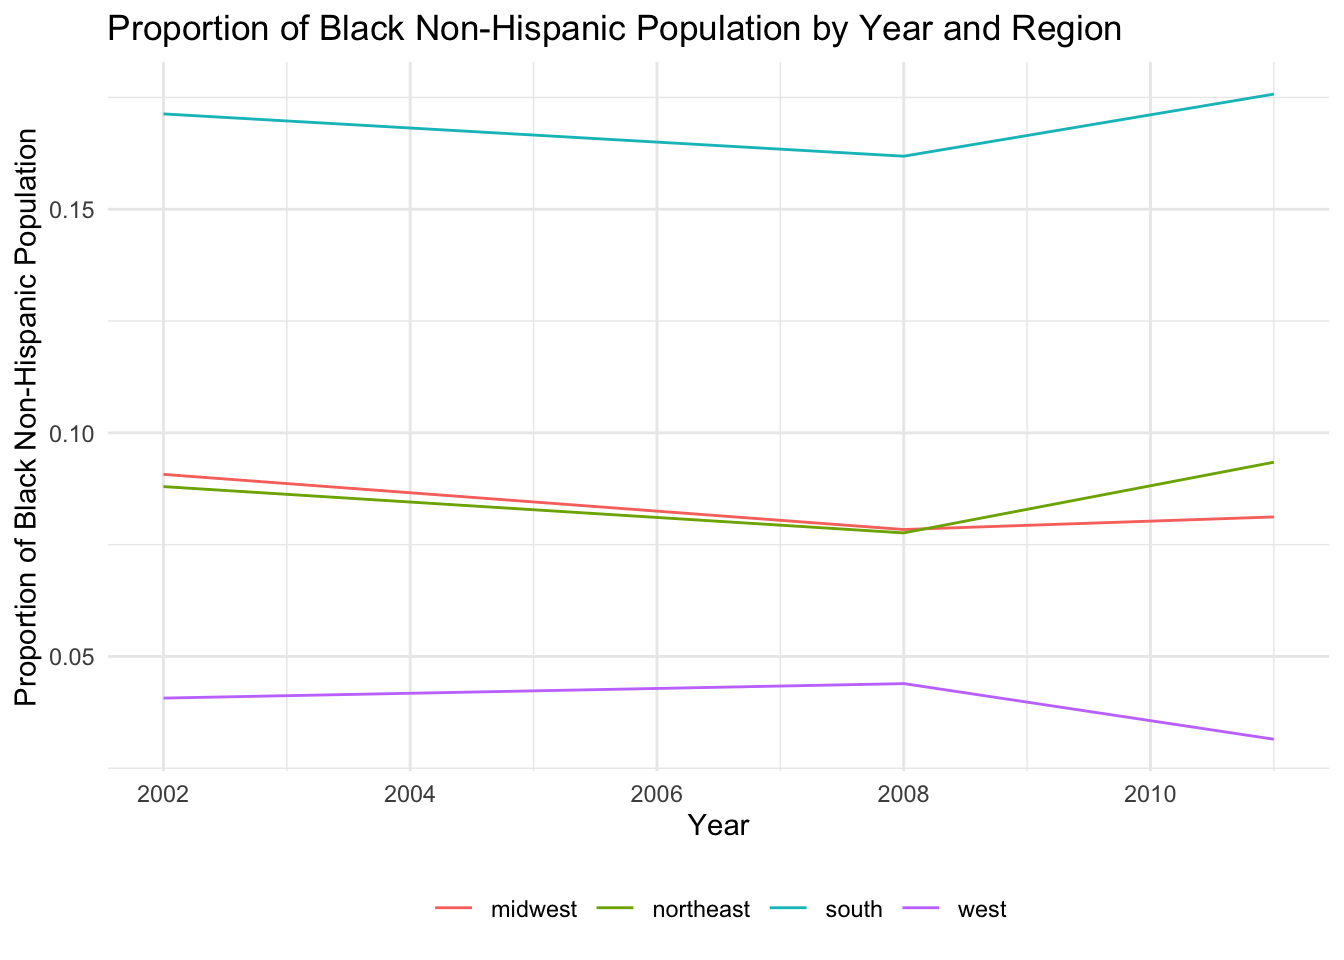 Proportion of Black Non-Hispanic Population by Year and Region
Proportion of Black Non-Hispanic Population
0.15
0.10
0.05
2002 2004 2006 2008 2010
Year
midwest northeast south west